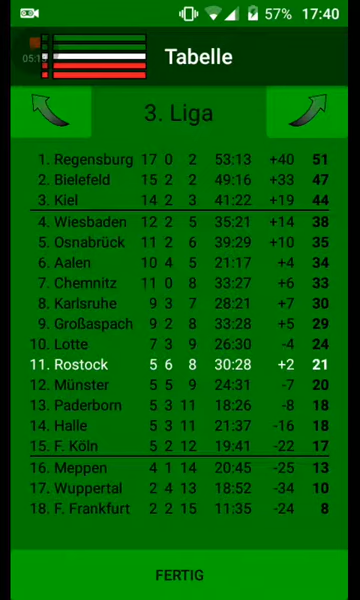 57% 17:40
05:1
Tabelle
3. Liga
1. Regensburg 17 0 2 53:13 +40 51
2. Bielefeld 15 2 2 49:16 +33 47
3. Kiel 14 2 3 41:22 +19 44
4. Wiesbaden 12 2 5 35:21 +14 38
5. Osnabrück 11 2 6 39:29 +10 35
6. Aalen 10 4 5 21:17 +4 34
7. Chemnitz 11 0 8 33:27 +6 33
8. Karlsruhe 9 3 7 28:21 +7 30
9. Großaspach 9 2 8 33:28 +5 29
10. Lotte 7 3 9 26:30 -4 24
11. Rostock 5 6 8 30:28 +2 21
12. Münster 5 5 9 24:31 -7 20
13. Paderborn 5 3 11 18:26 -8 18
14. Halle 5 3 11 21:37 -16 18
15. F. Köln 5 2 12 19:41 -22 17
16. Meppen 4 1 14 20:45 -25 13
17. Wuppertal 2 4 13 18:52 -34 10
18. F. Frankfurt 2 2 15 11:35 -24 8
FERTIG